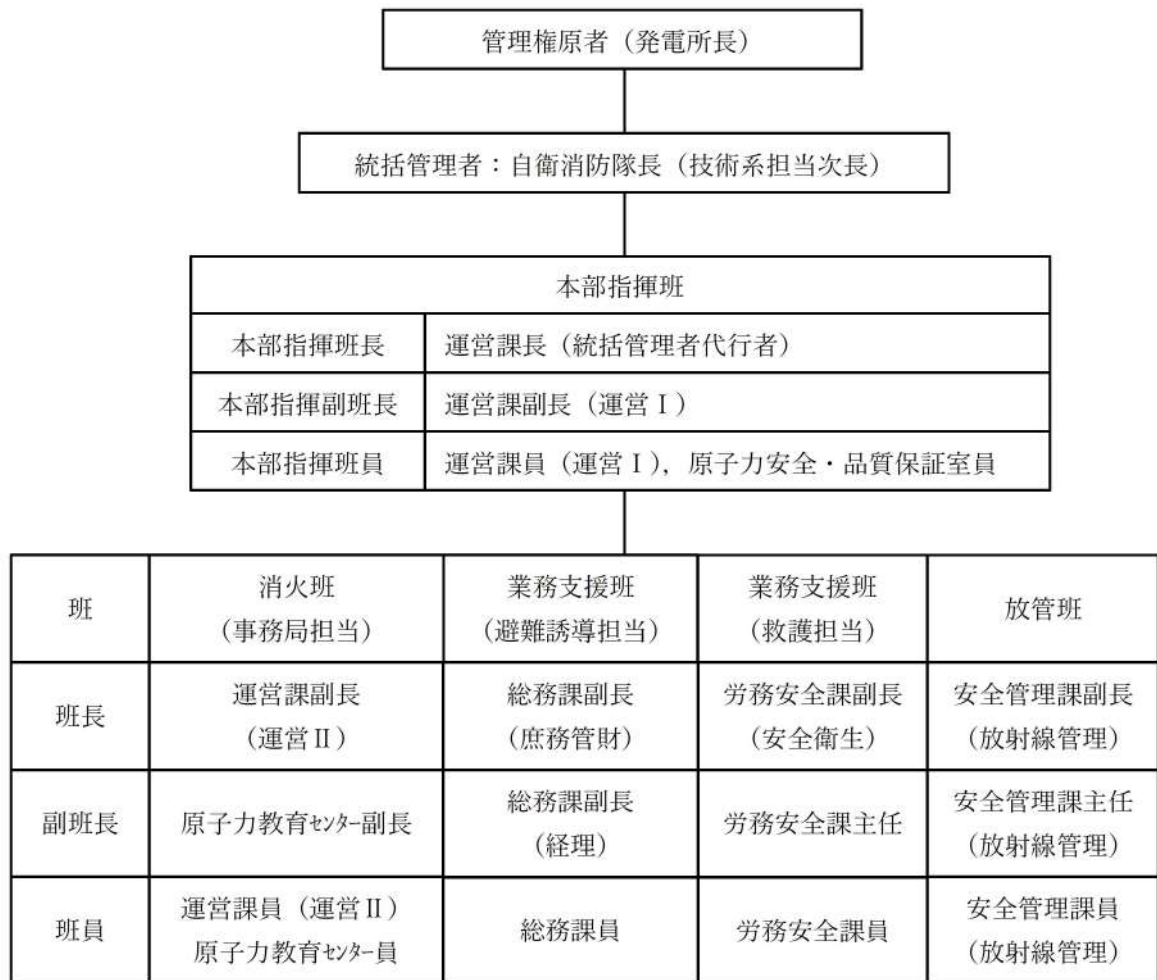 管理権原者（発電所長）
統括管理者：自衛消防隊長（技術系担当次長）
本部指揮班
本部指揮班長 運営課長（統括管理者代行者）
本部指揮副班長 運営課副長（運営Ⅰ）
本部指揮班員 運営課員（運営Ⅰ），原子力安全・品質保証室員
班
消火班
（事務局担当）
業務支援班
（避難誘導担当）
業務支援班
（救護担当）
放管班
班長
運営課副長
（運営Ⅱ）
総務課副長
（庶務管財）
労務安全課副長
（安全衛生）
安全管理課副長
（放射線管理）
副班長
原子力教育ｾﾝﾀｰ副長
総務課副長
（経理）
労務安全課主任
安全管理課主任
（放射線管理）
班員
運営課員（運営Ⅱ）
原子力教育ｾﾝﾀｰ員
総務課員
労務安全課員
安全管理課員
（放射線管理）